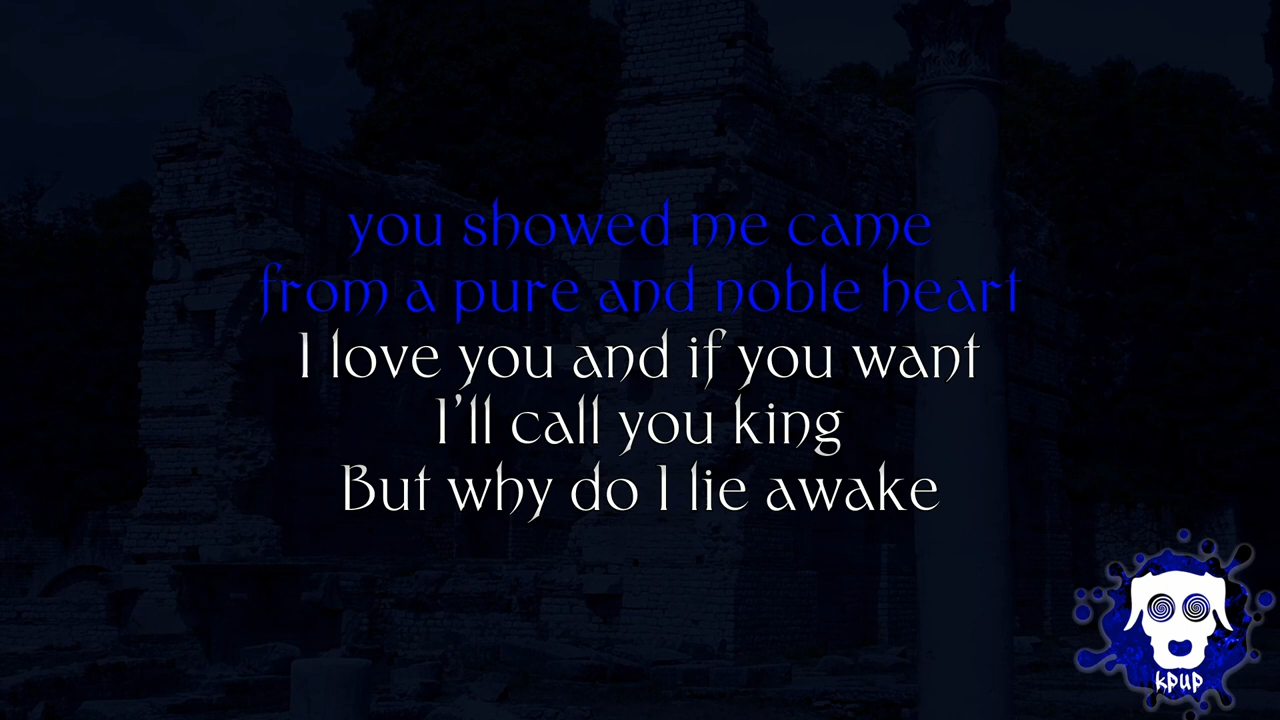 you showed me came
from a pure and noble heart
I love you and if you want
I'll call you king
But why do I lie awake
kpup